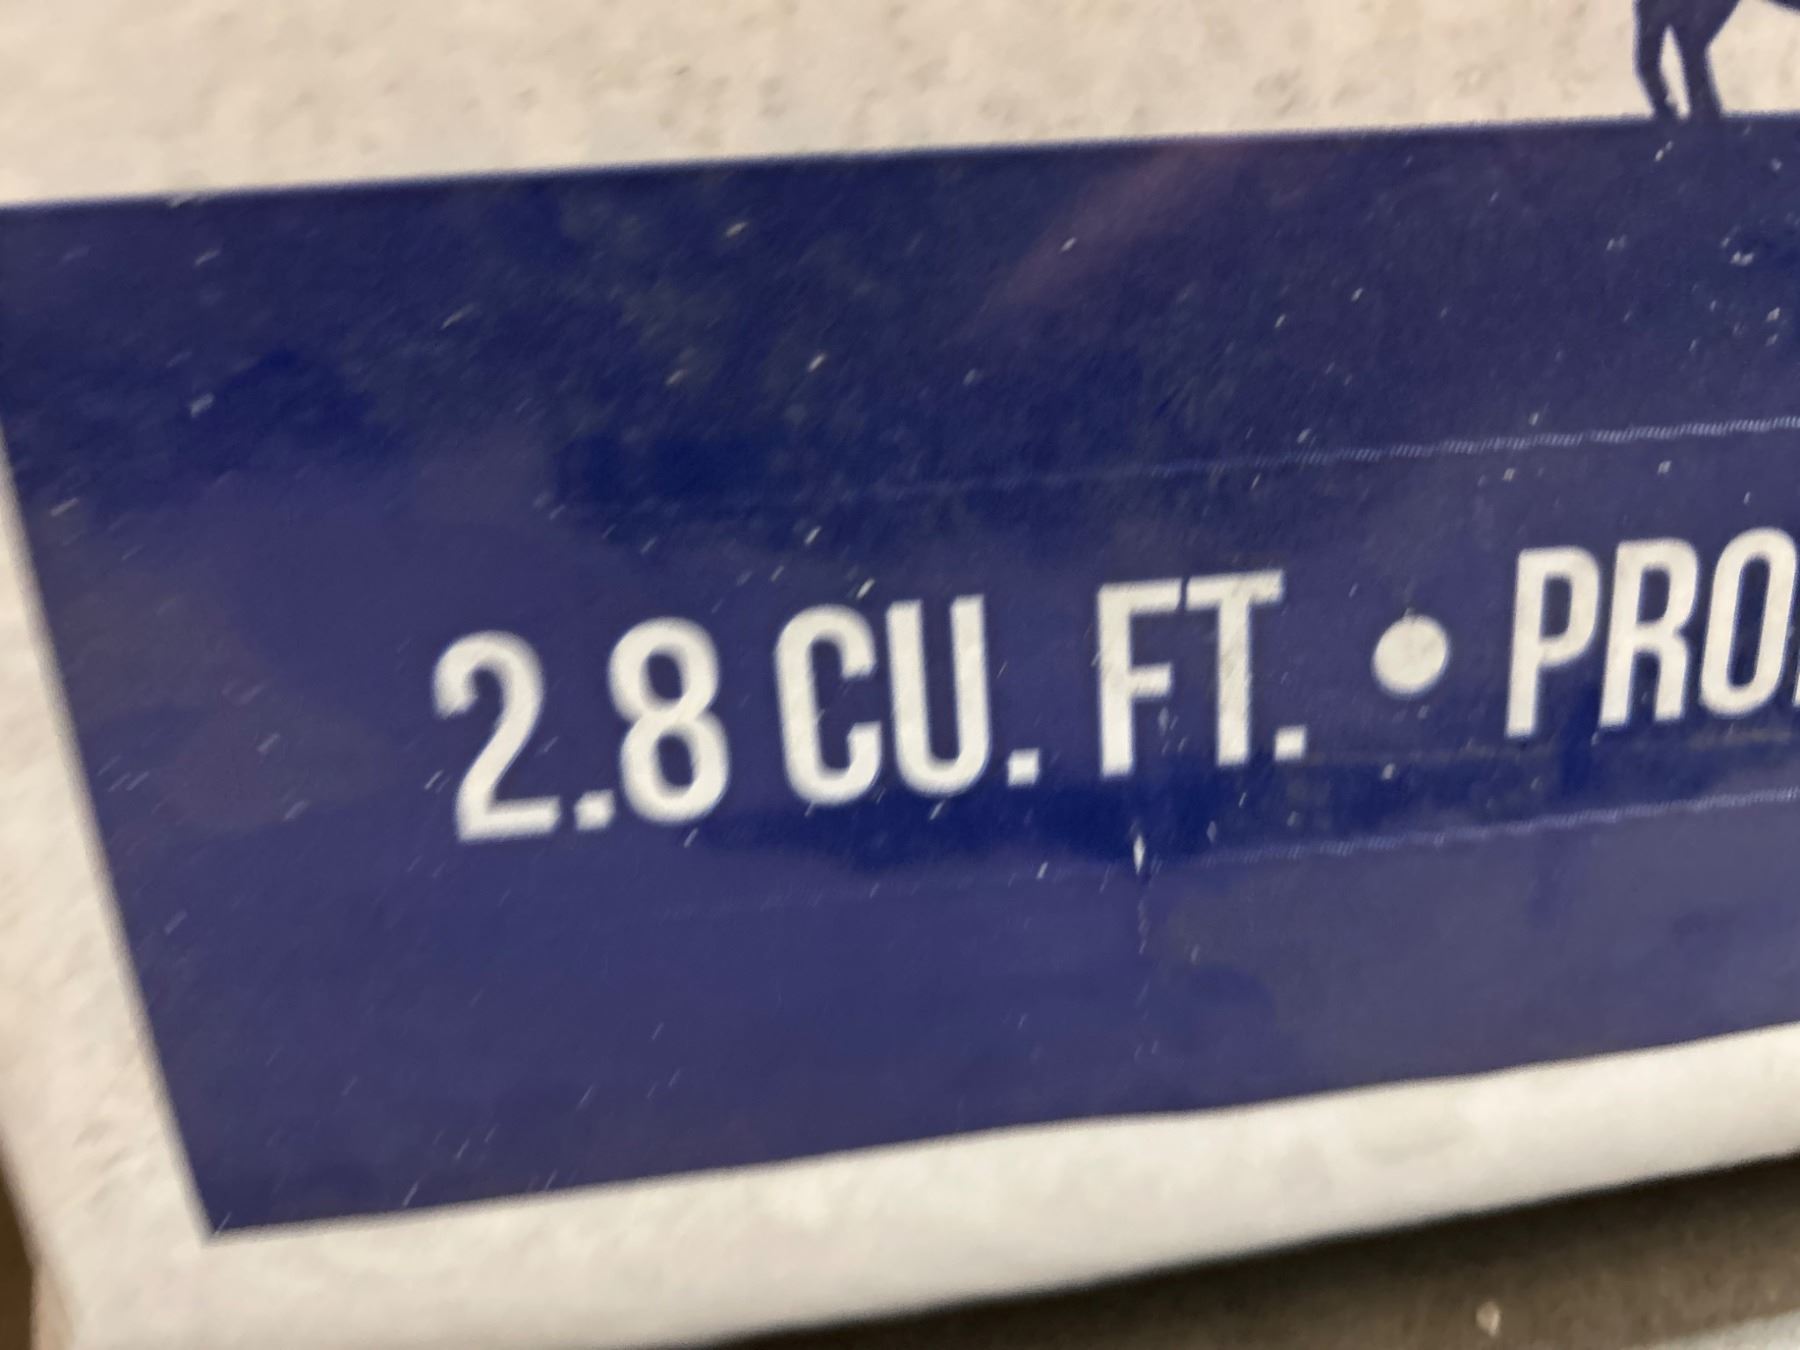 2.8 CU. FT. •